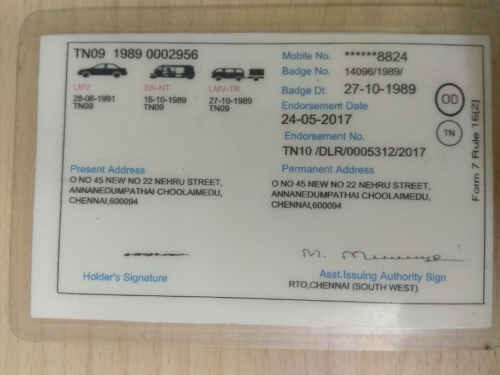 TN09 1989 0002956
LMV 3W-NT LMV-TR
28-06-1991 16-10-1989 27-10-1989
TN09 TN09 TN09
Mobile No. ******8824
Badge No. 14096/1989/
Badge Dt: 27-10-1989
Endorsement Date
24-05-2017
Endorsement No.
TN10 /DLR/0005312/2017
OD
TN
Form 7 Rule 16(2)
Present Address
O NO 45 NEW NO 22 NEHRU STREET,
ANNANEDUMPATHAI CHOOLAIMEDU,
CHENNAI,600094
Permanent Address
O NO 45 NEW NO 22 NEHRU STREET,
ANNANEDUMPATHAI CHOOLAIMEDU,
CHENNAI,600094
Holder's Signature
Asst.Issuing Authority Sign
RTO,CHENNAI (SOUTH WEST)